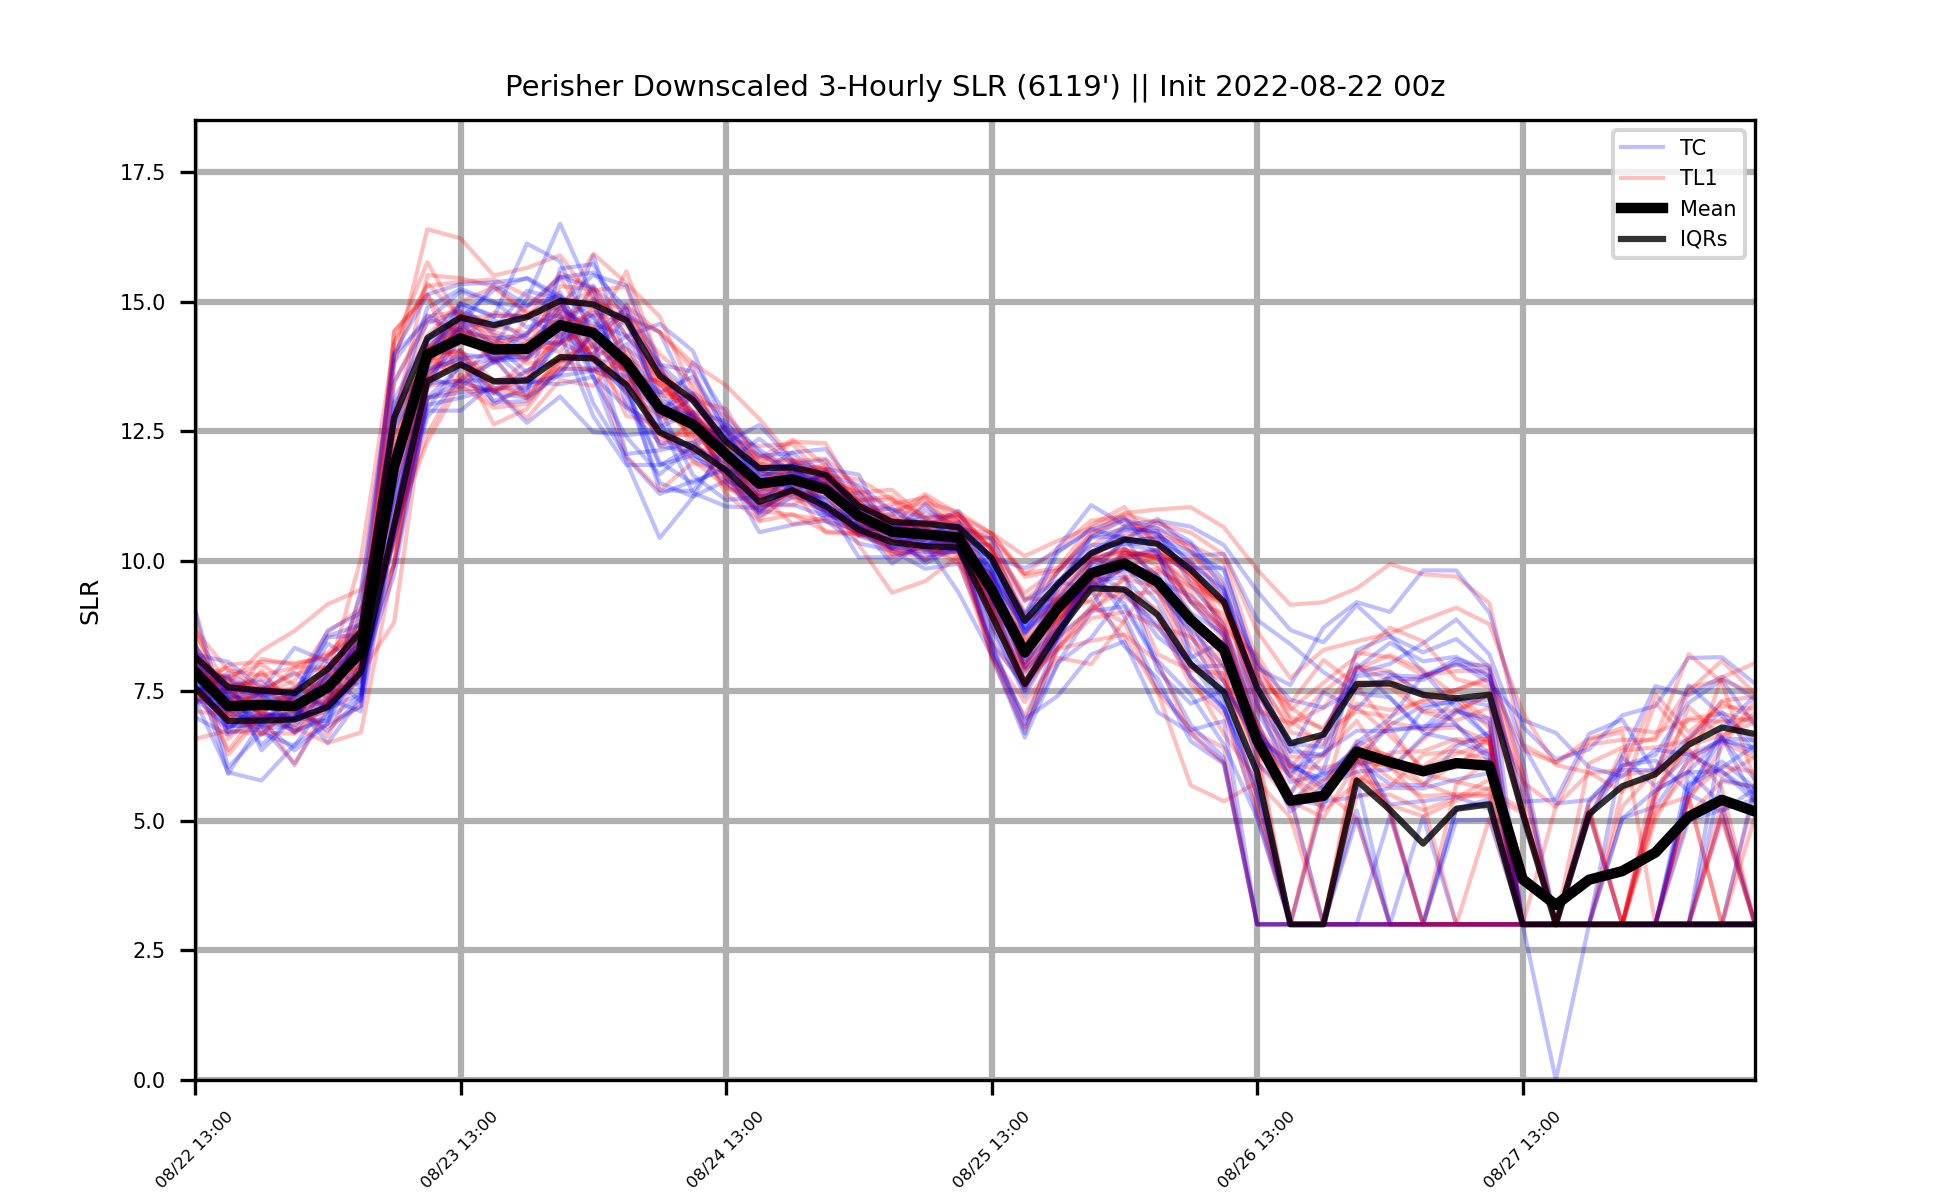 Perisher Downscaled 3-Hourly SLR (6119') || Init 2022-08-22 00z
TC
TL1
Mean
IQRs
SLR
17.5
15.0
12.5
10.0
7.5
5.0
2.5
0.0
08/22 13:00
08/23 13:00
08/24 13:00
08/25 13:00
08/26 13:00
08/27 13:00